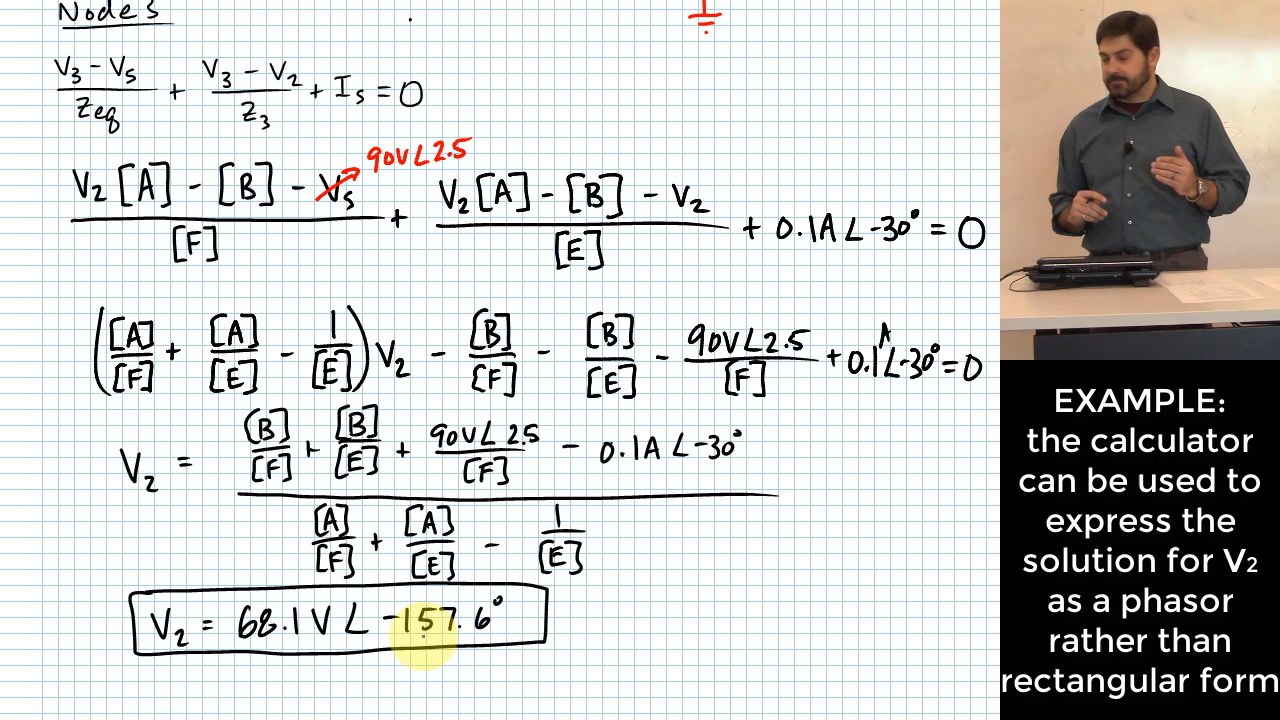 Nodes
V₃ - Vs / Zeq + V₃ - V₂ / Z₃ + Is = 0
90V∠2.5
V₂[A] - [B] - Vs / [F] + V₂[A] - [B] - V₂ / [E] + 0.1A∠-30° = 0
([A]/[F] + [A]/[E] - 1/[E]) V₂ - [B]/[F] - [B]/[E] - 90V∠2.5/[F] + 0.1A∠-30° = 0
V₂ = [B]/[F] + [B]/[E] + 90V∠2.5/[F] - 0.1A∠-30°
[A]/[F] + [A]/[E] - 1/[E]
V₂ = 68.1V∠-157.6°
EXAMPLE:
the calculator
can be used to
express the
solution for V₂
as a phasor
rather than
rectangular form